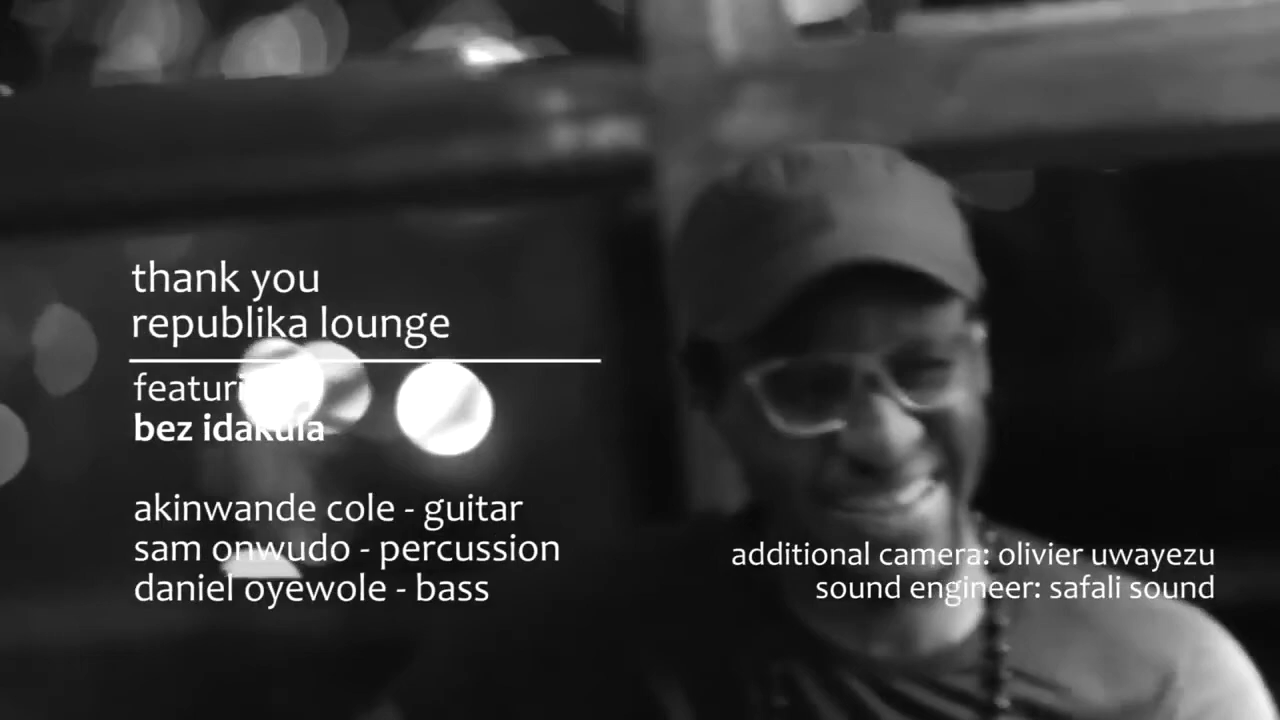 thank you
republika lounge
featuring
bez idakula
akinwande cole - guitar
sam onwudo - percussion
daniel oyewole - bass
additional camera: olivier uwayezu
sound engineer: safali sound